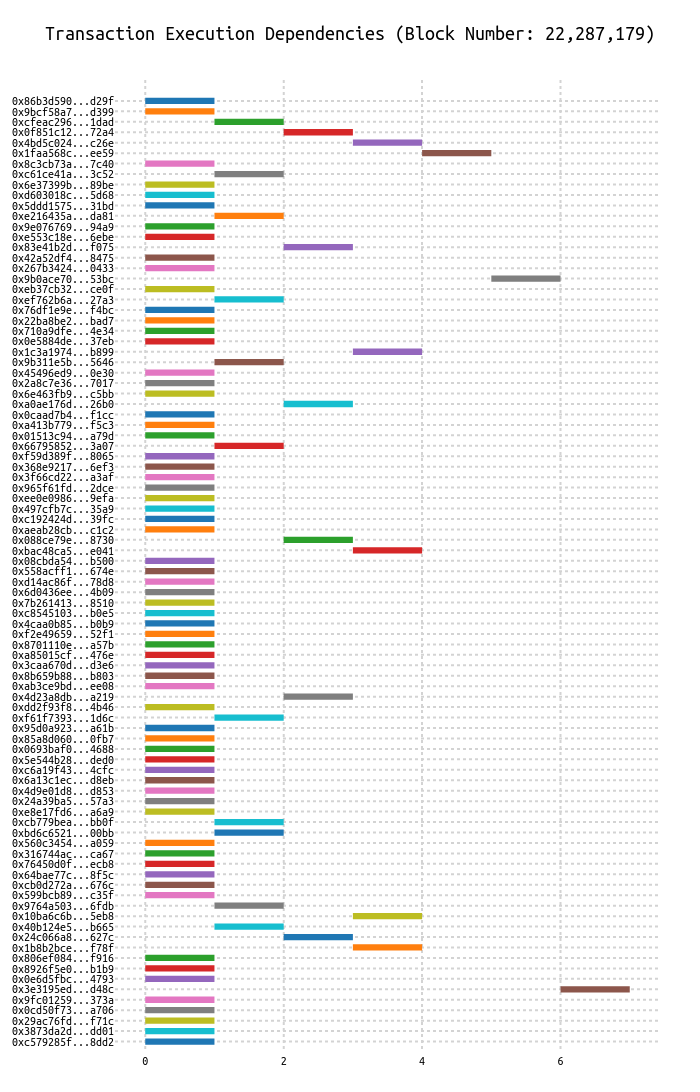 Transaction Execution Dependencies (Block Number: 22,287,179)
0x86b3d590...d29f
0x9bcf58a7...d399
0xcfeac296...1dad
0x0f851c12...72a4
0x4bd5c024...c26e
0x1faa568c...ee59
0x8c3cb73a...7c40
0xc61ce41a...3c52
0x6e37399b...89be
0xd603018c...5d68
0x5ddd1575...31bd
0xe216435a...da81
0x9e076769...94a9
0xe553c18e...6ebe
0x83e41b2d...f075
0x42a52df4...8475
0x267b3424...0433
0x9b0ace70...53bc
0xeb37cb32...ce0f
0xef762b6a...27a3
0x76df1e9e...f4bc
0x22ba8be2...bad7
0x710a9dfe...4e34
0x0e5884de...37eb
0x1c3a1974...b899
0x9b311e5b...5646
0x45496ed9...0e30
0x2a8c7e36...7017
0x6e463fb9...c5bb
0xa0ae176d...26b0
0x0caad7b4...f1cc
0xa413b779...f5c3
0x01513c94...a79d
0x66795852...3a07
0xf59d389f...8065
0x368e9217...6ef3
0x3f66cd22...a3af
0x965f61fd...2dce
0xee0e0986...9efa
0x497cfb7c...35a9
0xc192424d...39fc
0xaeab28cb...c1c2
0x088ce79e...8730
0xbac48ca5...e041
0x08cbda54...b500
0x558acff1...674e
0xd14ac86f...78d8
0x6d0436ee...4b09
0x7b261413...8510
0xc8545103...b0e5
0x4caa0b85...b0b9
0xf2e49659...52f1
0x8701110e...a57b
0xa85015cf...476e
0x3caa670d...d3e6
0x8b659b88...b803
0xab3ce9bd...ee08
0x4d23a8db...a219
0xdd2f93f8...4b46
0xf61f7393...1d6c
0x95d0a923...a61b
0x85a8d060...0fb7
0x0693baf0...4688
0x5e544b28...ded0
0xc6a19f43...4cfc
0x6a13c1ec...d8eb
0x4d9e01d8...d853
0x24a39ba5...57a3
0xe8e17fd6...a6a9
0xcb779bea...bb0f
0xbd6c6521...00bb
0x560c3454...a059
0x316744ac...ca67
0x76450d0f...ecb8
0x64bae77c...8f5c
0xcb0d272a...676c
0x599bcb89...c35f
0x9764a503...6fdb
0x10ba6c6b...5eb8
0x40b124e5...b665
0x24c066a8...627c
0x1b8b2bce...f78f
0x806ef084...f916
0x8926f5e0...b1b9
0x0e6d5fbc...4793
0x3e3195ed...d48c
0x9fc01259...373a
0x0cd50f73...a706
0x29ac76fd...f71c
0x3873da2d...dd01
0xc579285f...8dd2
0 2 4 6